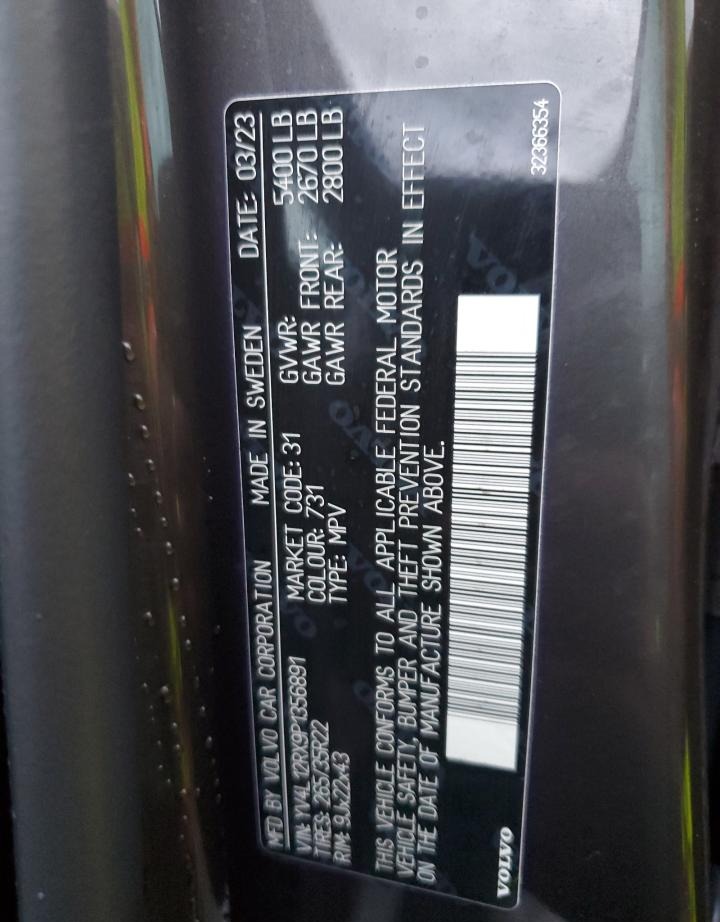 MFD BY VOLVO CAR CORPORATION MADE IN SWEDEN DATE: 03/23
VIN: YV4L12RX9P1356891 MARKET CODE: 31 GVWR: 5400 LB
TIRES: 265/35R22 COLOUR: 731 GAWR FRONT: 2670 LB
RIM: 9Jx22x43 TYPE: MPV GAWR REAR: 2800 LB
THIS VEHICLE CONFORMS TO ALL APPLICABLE FEDERAL MOTOR
VEHICLE SAFETY, BUMPER AND THEFT PREVENTION STANDARDS IN EFFECT
ON THE DATE OF MANUFACTURE SHOWN ABOVE.
VOLVO 32366354